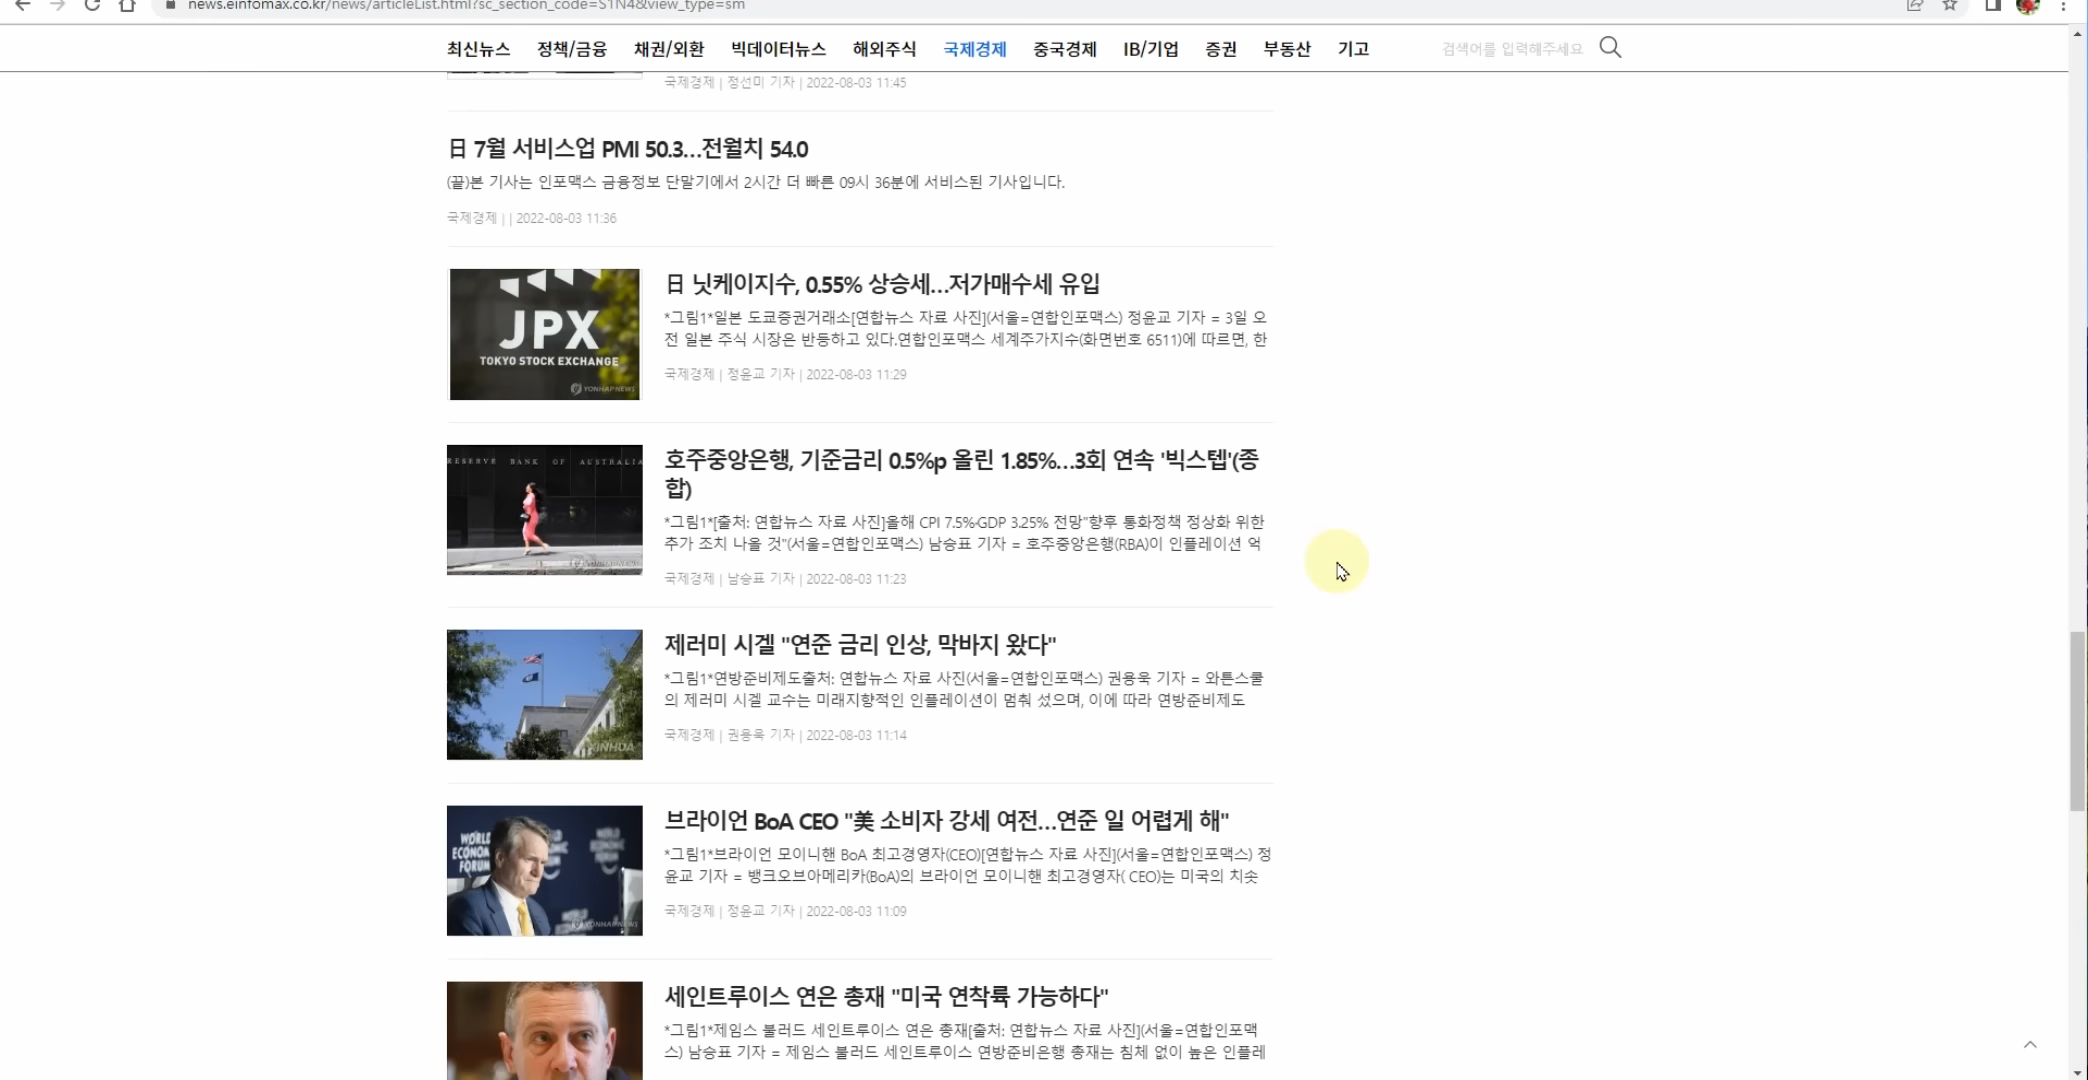 news.einfomax.co.kr/news/articleList.html?sc_section_code=S1N4&view_type=sm
최신뉴스 정책/금융 채권/외환 빅데이터뉴스 해외주식 국제경제 중국경제 IB/기업 증권 부동산 기고 검색어를 입력해주세요
국제경제 | 정선미 기자 | 2022-08-03 11:45
日 7월 서비스업 PMI 50.3…전월치 54.0
(끝)본 기사는 인포맥스 금융정보 단말기에서 2시간 더 빠른 09시 36분에 서비스된 기사입니다.
국제경제 | | 2022-08-03 11:36
JPX
TOKYO STOCK EXCHANGE
YONHAPNEWS
日 닛케이지수, 0.55% 상승세…저가매수세 유입
*그림1*일본 도쿄증권거래소[연합뉴스 자료 사진](서울=연합인포맥스) 정윤교 기자 = 3일 오
전 일본 주식 시장은 반등하고 있다.연합인포맥스 세계주가지수(화면번호 6511)에 따르면, 한
국제경제 | 정윤교 기자 | 2022-08-03 11:29
RESERVE BANK OF AUSTRALIA
호주중앙은행, 기준금리 0.5%p 올린 1.85%…3회 연속 '빅스텝'(종
합)
*그림1*[출처: 연합뉴스 자료 사진]올해 CPI 7.5%·GDP 3.25% 전망"향후 통화정책 정상화 위한
추가 조치 나올 것"(서울=연합인포맥스) 남승표 기자 = 호주중앙은행(RBA)이 인플레이션 억
국제경제 | 남승표 기자 | 2022-08-03 11:23
XINHUA
제러미 시겔 "연준 금리 인상, 막바지 왔다"
*그림1*연방준비제도출처: 연합뉴스 자료 사진(서울=연합인포맥스) 권용욱 기자 = 와튼스쿨
의 제러미 시겔 교수는 미래지향적인 인플레이션이 멈춰 섰으며, 이에 따라 연방준비제도
국제경제 | 권용욱 기자 | 2022-08-03 11:14
WORLD
ECONOMIC
FORUM
YONHAPNEWS
브라이언 BoA CEO "美 소비자 강세 여전…연준 일 어렵게 해"
*그림1*브라이언 모이니핸 BoA 최고경영자(CEO)[연합뉴스 자료 사진](서울=연합인포맥스) 정
윤교 기자 = 뱅크오브아메리카(BoA)의 브라이언 모이니핸 최고경영자( CEO)는 미국의 치솟
국제경제 | 정윤교 기자 | 2022-08-03 11:09
세인트루이스 연은 총재 "미국 연착륙 가능하다"
*그림1*제임스 불러드 세인트루이스 연은 총재[출처: 연합뉴스 자료 사진](서울=연합인포맥
스) 남승표 기자 = 제임스 불러드 세인트루이스 연방준비은행 총재는 침체 없이 높은 인플레